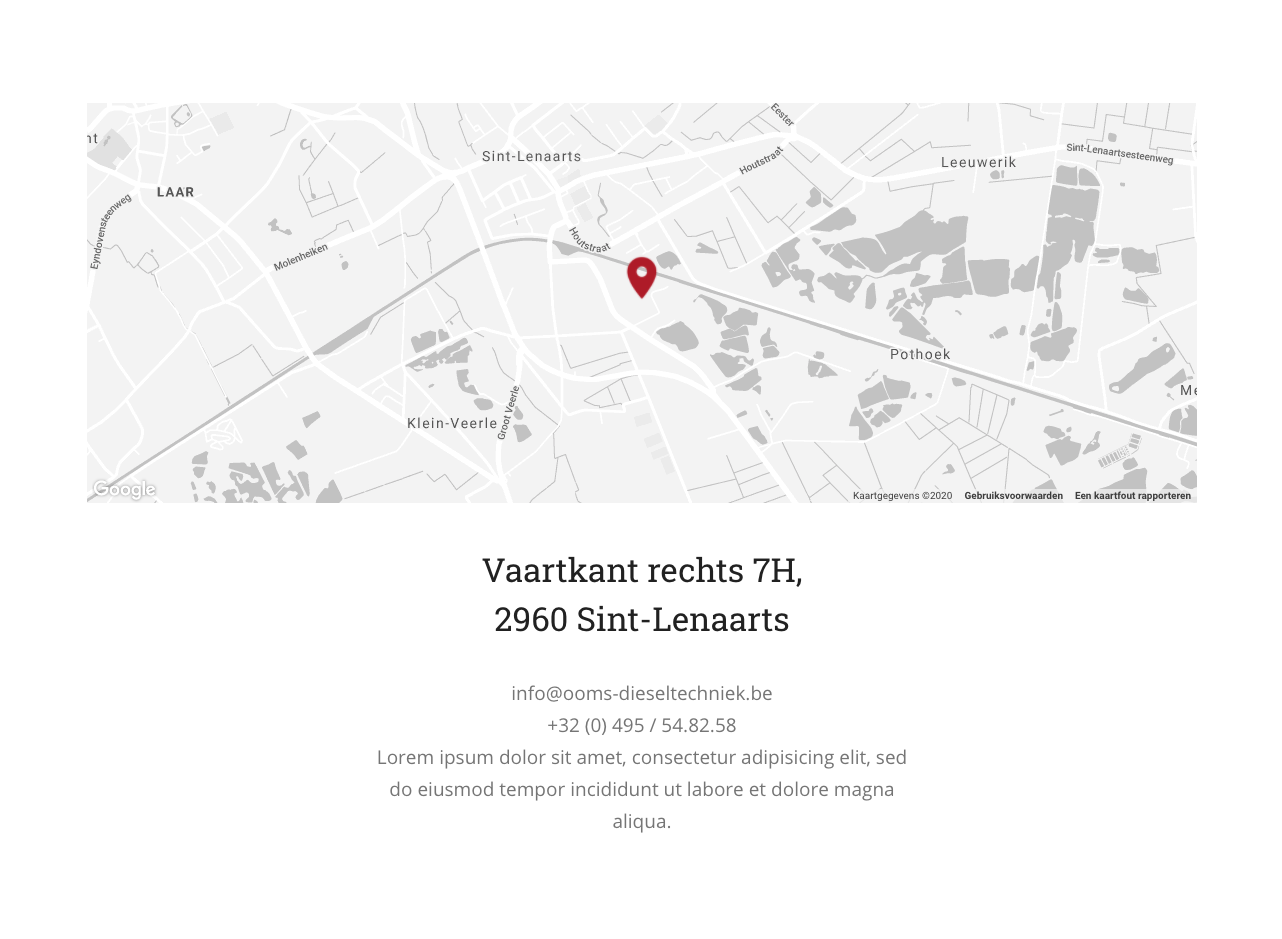 Eester
nt
Sint-Lenaarts
Houtstraat
Leeuwerik
Sint-Lenaartsesteenweg
LAAR
Eyndovensteenweg
Molenheiken
Houtstraat
Pothoek
Me
Klein-Veerle
Groot Veerle
Google
Kaartgegevens ©2020 Gebruiksvoorwaarden Een kaartfout rapporteren
Vaartkant rechts 7H,
2960 Sint-Lenaarts
info@ooms-dieseltechniek.be
+32 (0) 495 / 54.82.58
Lorem ipsum dolor sit amet, consectetur adipisicing elit, sed
do eiusmod tempor incididunt ut labore et dolore magna
aliqua.